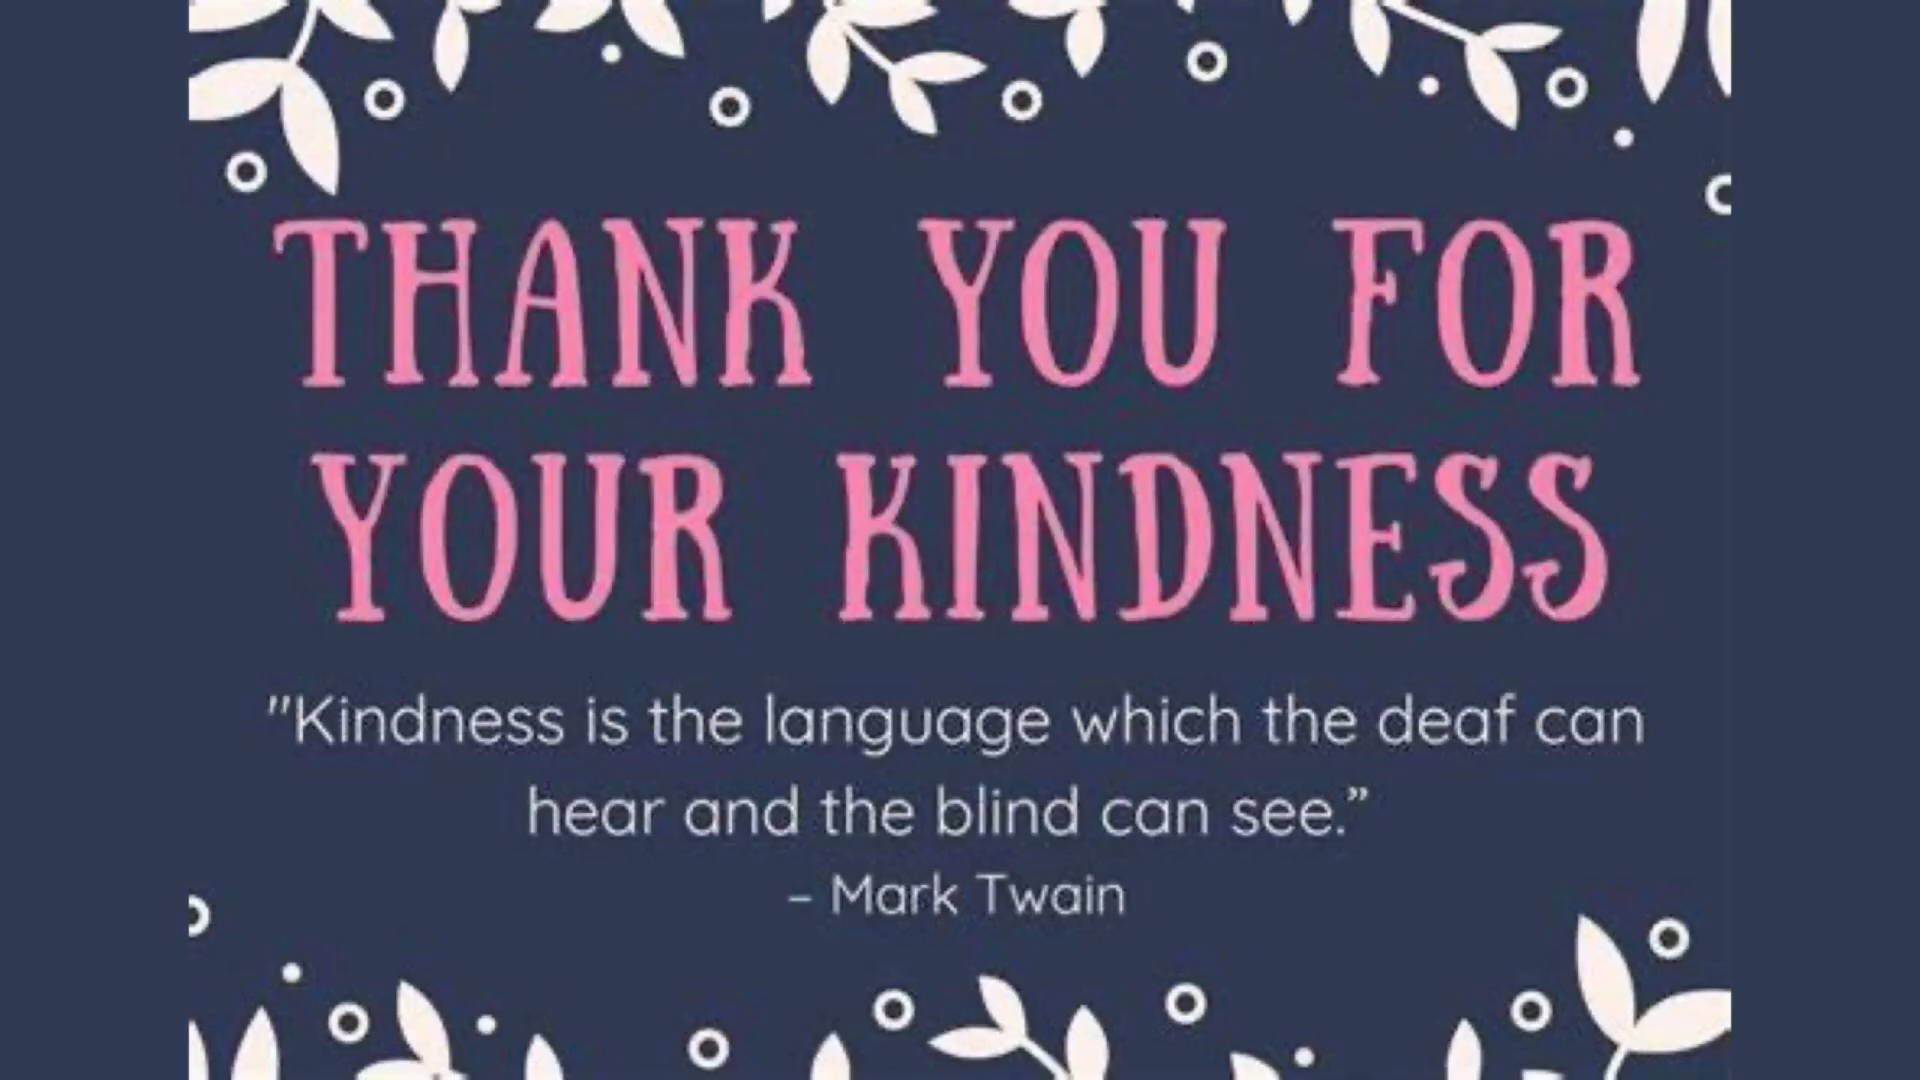 THANK YOU FOR
YOUR KINDNESS
"Kindness is the language which the deaf can
hear and the blind can see.”
– Mark Twain